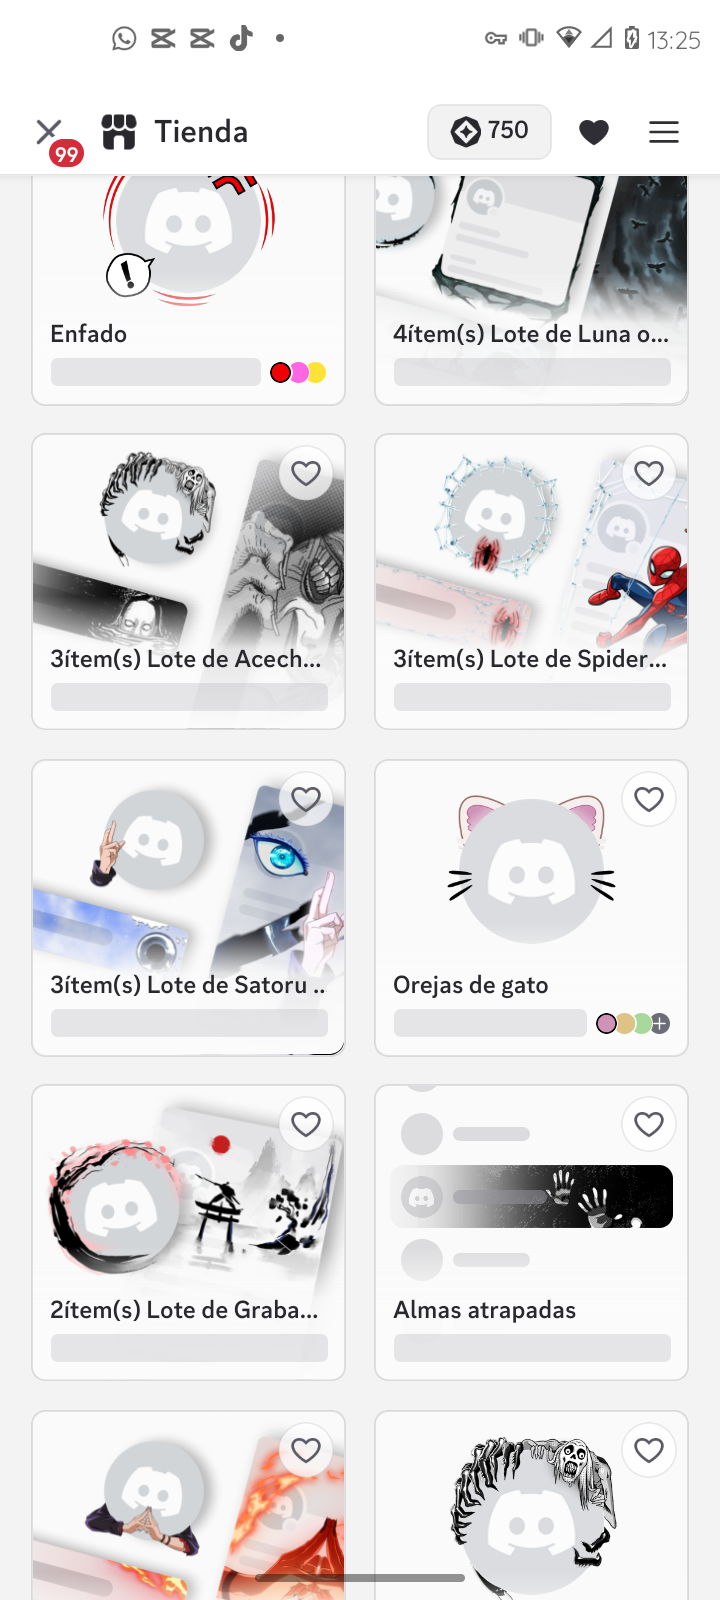 13:25
99
Tienda
750
Enfado
4ítem(s) Lote de Luna o...
3ítem(s) Lote de Acech...
3ítem(s) Lote de Spider...
3ítem(s) Lote de Satoru ..
Orejas de gato
2ítem(s) Lote de Graba...
Almas atrapadas